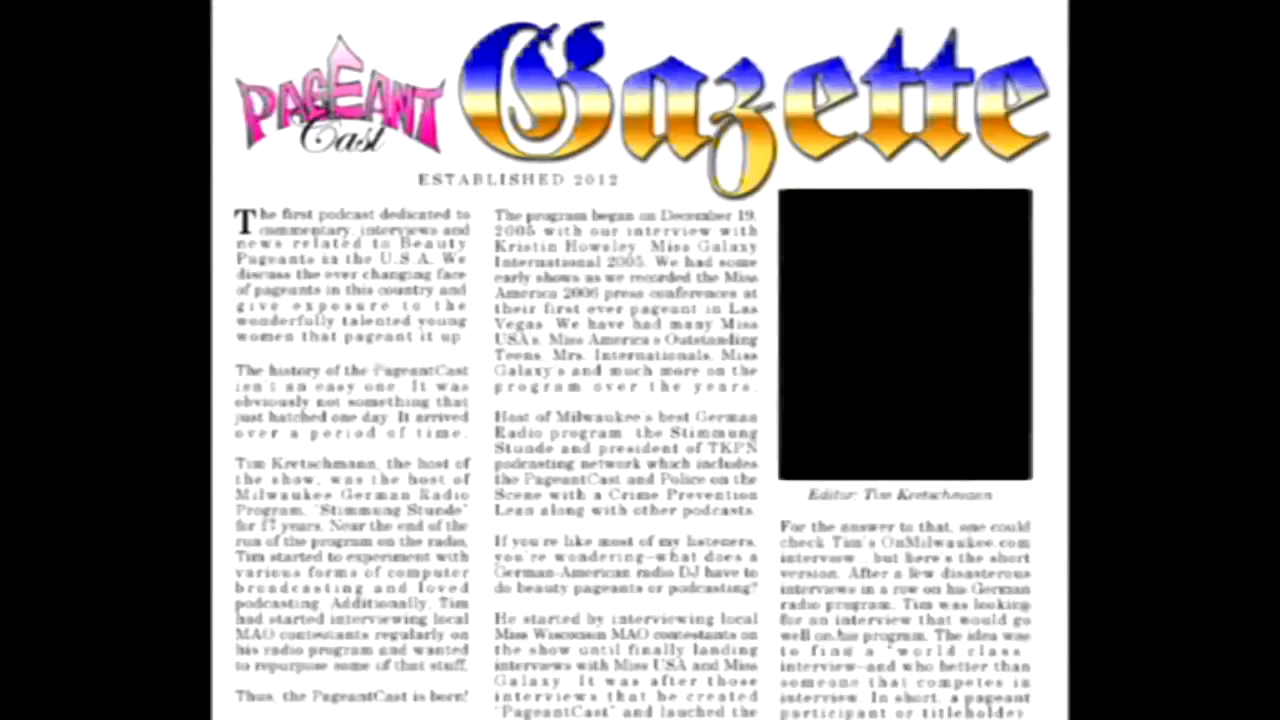 PAGEANT
Cast
Gazette
ESTABLISHED 2012
The first podcast dedicated to
commentary, interviews and
news related to Beauty
Pageants in the U.S.A. We
discuss the ever changing face
of pageants in this country and
give exposure to the
wonderfully talented young
women that pageant it up
The history of the PageantCast
isn't an easy one. It was
obviously not something that
just hatched one day. It arrived
over a period of time.
Tim Kretschmann, the host of
the show, was the host of
Milwaukee German Radio
Program, "Stimmung Stunde"
for 17 years. Near the end of the
run of the program on the radio,
Tim started to experiment with
various forms of computer
broadcasting and loved
podcasting. Additionally, Tim
had started interviewing local
MAO contestants regularly on
his radio program and wanted
to repurpose some of that stuff.
Thus, the PageantCast is born!
The program began on December 19,
2005 with our interview with
Kristin Howsley, Miss Galaxy
International 2005. We had some
early shows as we recorded the Miss
America 2006 press conferences at
their first ever pageant in Las
Vegas. We have had many Miss
USA's, Miss America's Outstanding
Teens, Mrs. Internationals, Miss
Galaxy's and much more on the
program over the years.
Host of Milwaukee's best German
Radio program, the Stimmung
Stunde and president of TKPN
podcasting network which includes
the PageantCast and Police on the
Scene with a Crime Prevention
Lean along with other podcasts.
If you're like most of my listeners,
you're wondering-what does a
German-American radio DJ have to
do beauty pageants or podcasting?
He started by interviewing local
Miss Wisconsin MAO contestants on
the show until finally landing
interviews with Miss USA and Miss
Galaxy. It was after those
interviews that he created
"PageantCast" and lauched the
Editor: Tim Kretschmann
For the answer to that, one could
check Tim's OnMilwaukee.com
interview... but here's the short
version. After a few disasterous
interviews in a row on his German
radio program, Tim was looking
for an interview that would go
well on his program. The idea was
to find a "world class"
interview-and who better than
someone that competes in
interview. In short, a pageant
participant or titleholder